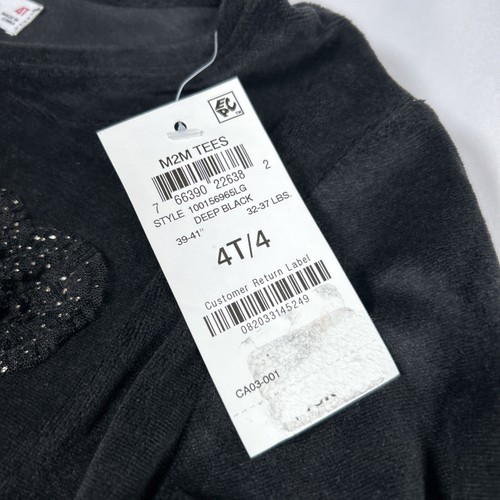 EPC
M2M TEES
7 66390 22638 2
STYLE 100156965LG
DEEP BLACK
39-41" 32-37 LBS.
4T/4
Customer Return Label
082033145249
CA03-001